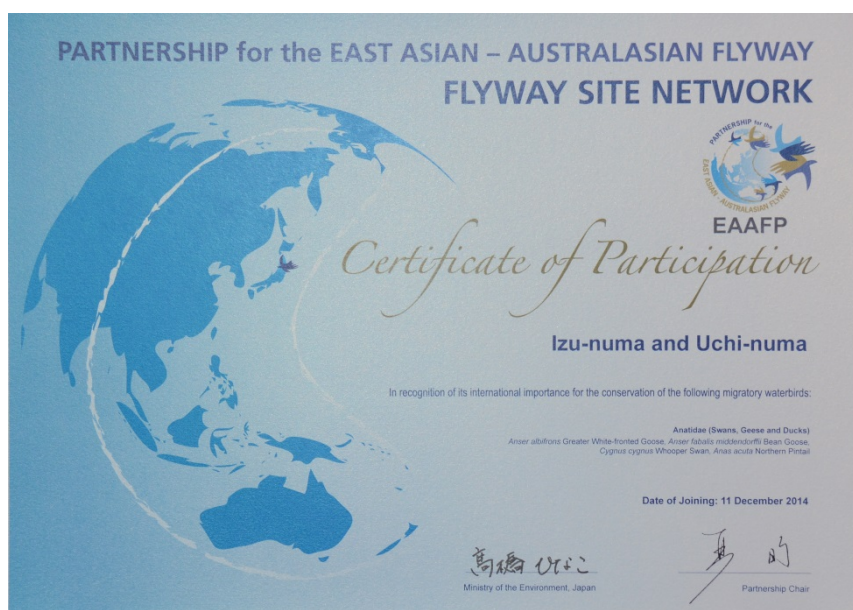 PARTNERSHIP for the EAST ASIAN – AUSTRALASIAN FLYWAY
FLYWAY SITE NETWORK
PARTNERSHIP for the
EAST ASIAN - AUSTRALASIAN FLYWAY
EAAFP
Certificate of Participation
Izu-numa and Uchi-numa
In recognition of its international importance for the conservation of the following migratory waterbirds:
Anatidae (Swans, Geese and Ducks)
Anser albifrons Greater White-fronted Goose, Anser fabalis middendorffii Bean Goose,
Cygnus cygnus Whooper Swan, Anas acuta Northern Pintail
Date of Joining: 11 December 2014
高橋ひなこ
Ministry of the Environment, Japan
Partnership Chair